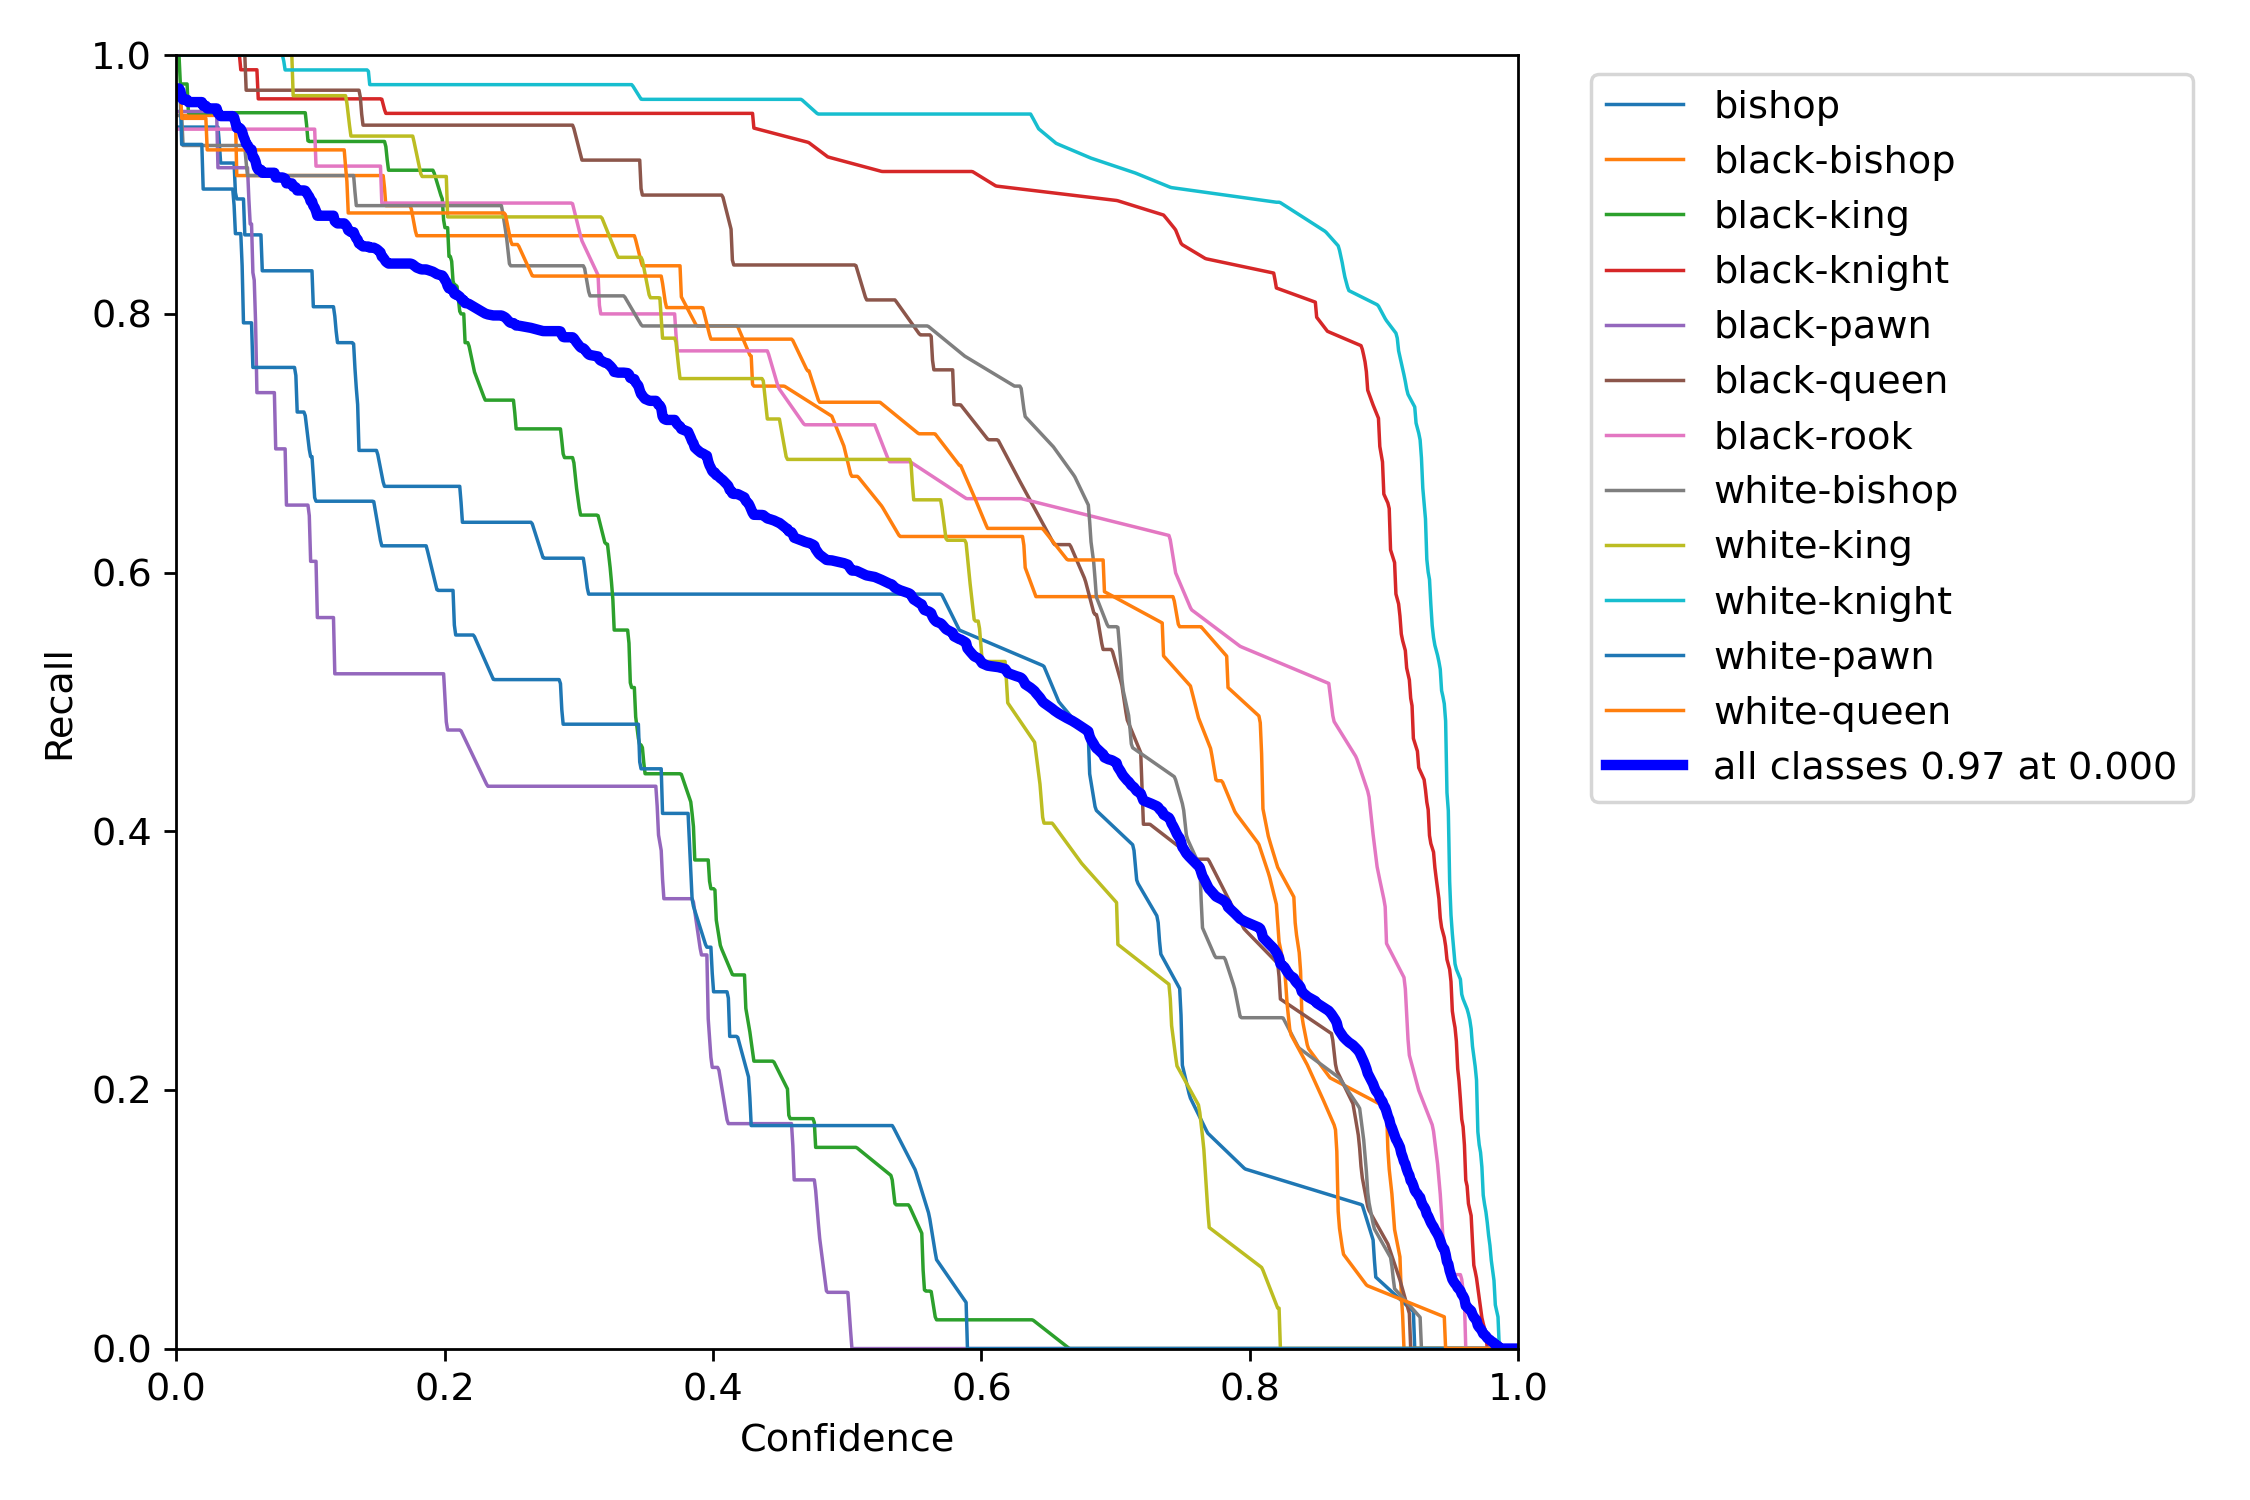 1.0
0.8
0.6
0.4
0.2
0.0
Recall
0.0 0.2 0.4 0.6 0.8 1.0
Confidence
bishop
black-bishop
black-king
black-knight
black-pawn
black-queen
black-rook
white-bishop
white-king
white-knight
white-pawn
white-queen
all classes 0.97 at 0.000